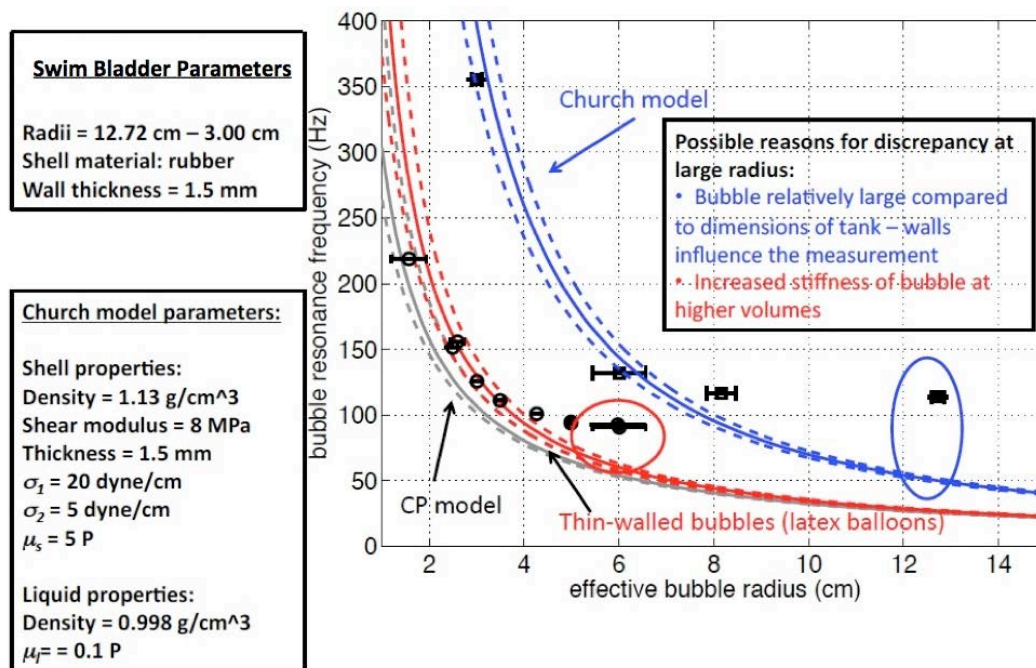 Swim Bladder Parameters
Radii = 12.72 cm – 3.00 cm
Shell material: rubber
Wall thickness = 1.5 mm
Church model parameters:
Shell properties:
Density = 1.13 g/cm^3
Shear modulus = 8 MPa
Thickness = 1.5 mm
σ1 = 20 dyne/cm
σ2 = 5 dyne/cm
μs = 5 P
Liquid properties:
Density = 0.998 g/cm^3
μl= = 0.1 P
bubble resonance frequency (Hz)
400
350
300
250
200
150
100
50
0
Church model
Possible reasons for discrepancy at
large radius:
• Bubble relatively large compared
to dimensions of tank – walls
influence the measurement
• Increased stiffness of bubble at
higher volumes
CP model
Thin-walled bubbles (latex balloons)
2 4 6 8 10 12 14
effective bubble radius (cm)